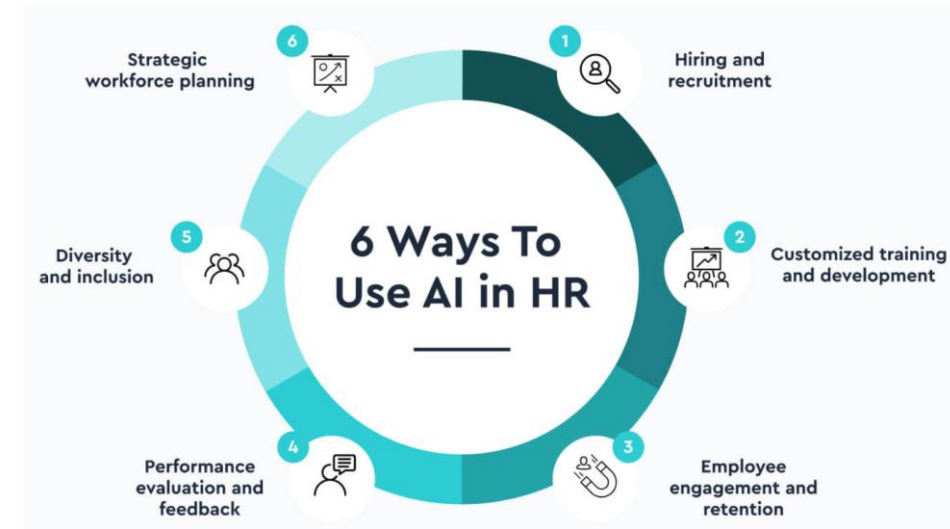 6 Ways To
Use AI in HR
1
Hiring and
recruitment
2
Customized training
and development
3
Employee
engagement and
retention
4
Performance
evaluation and
feedback
5
Diversity
and inclusion
6
Strategic
workforce planning